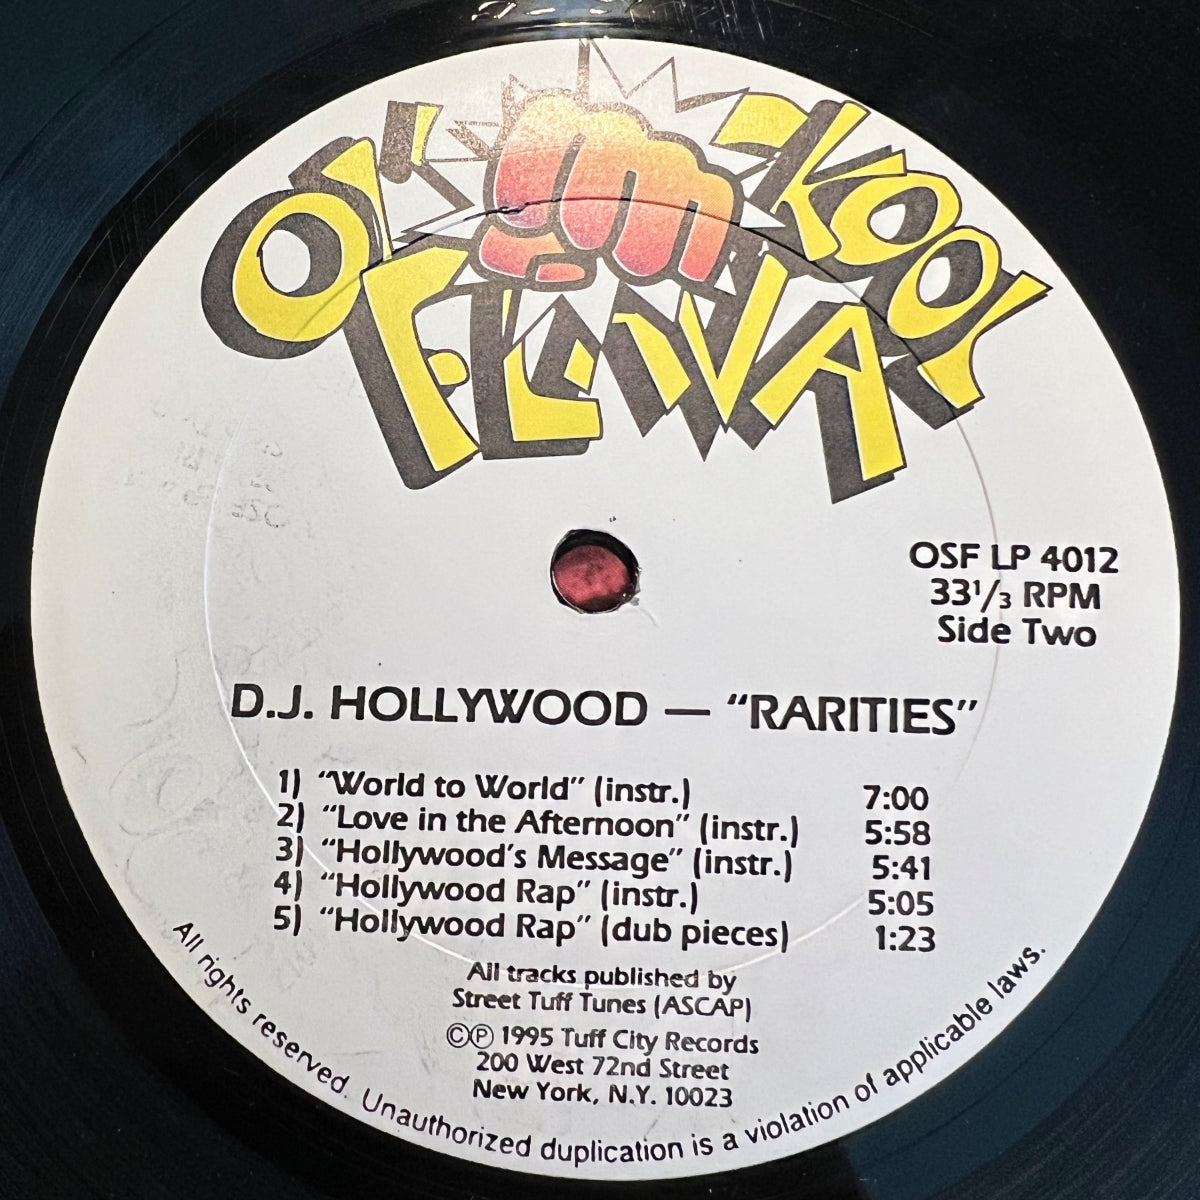 OL' KOOL
FLAVA
OSF LP 4012
33 1/3 RPM
Side Two
D.J. HOLLYWOOD — "RARITIES"
1) "World to World" (instr.) 7:00
2) "Love in the Afternoon" (instr.) 5:58
3) "Hollywood's Message" (instr.) 5:41
4) "Hollywood Rap" (instr.) 5:05
5) "Hollywood Rap" (dub pieces) 1:23
All tracks published by
Street Tuff Tunes (ASCAP)
©℗ 1995 Tuff City Records
200 West 72nd Street
New York, N.Y. 10023
All rights reserved. Unauthorized duplication is a violation of applicable laws.